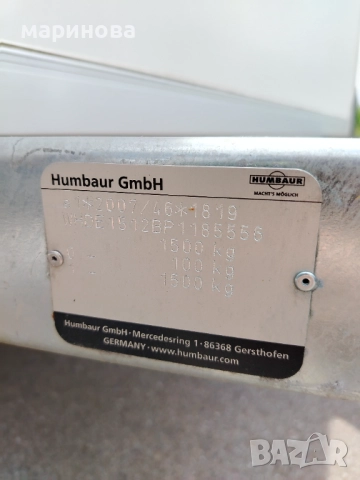 маринова
Humbaur GmbH
HUMBAUR
MACHT'S MÖGLICH
1500 kg
100 kg
1500 kg
Humbaur GmbH · Mercedesring 1 · 86368 Gersthofen
GERMANY · www.humbaur.com
bazar